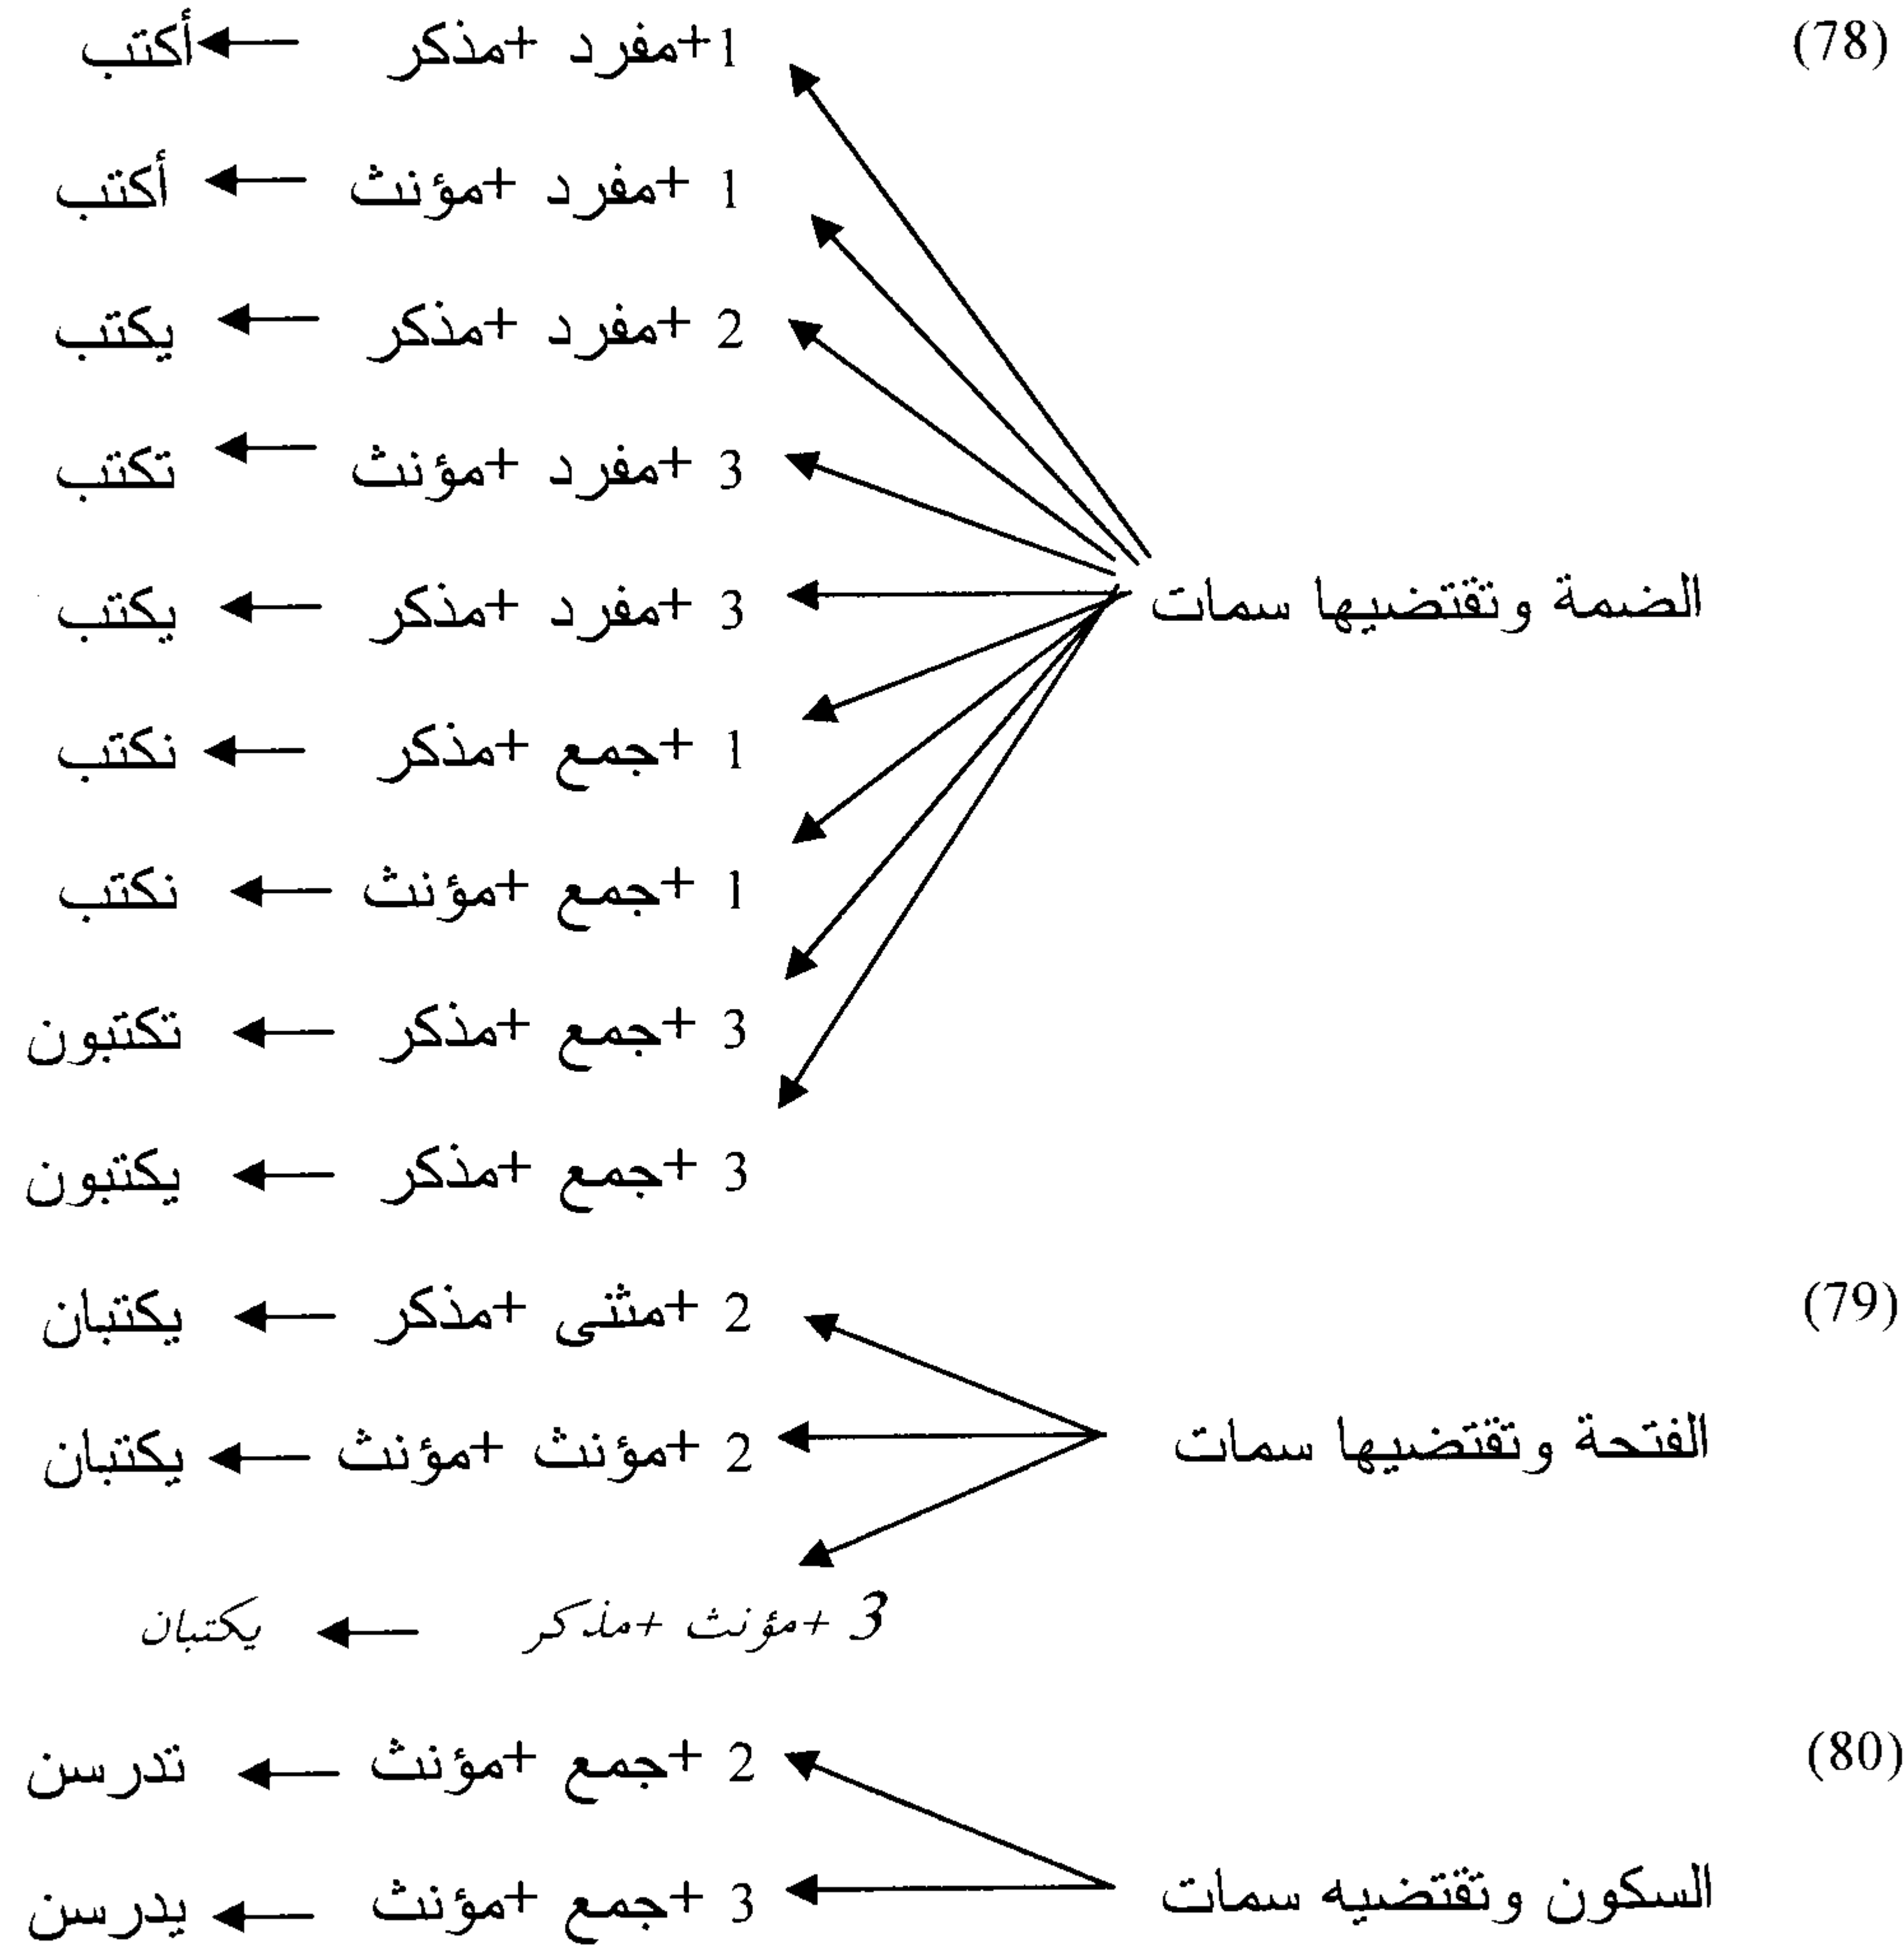 (78) 1+مفرد +مذكر ← أكتب
1 +مفرد +مؤنث ← أكتب
2 +مفرد +مذكر ← يكتب
3 +مفرد +مؤنث ← تكتب
الضمة وتقتضيها سمات 3 +مفرد +مذكر ← يكتب
1 +جمع +مذكر ← نكتب
1 +جمع +مؤنث ← نكتب
3 +جمع +مذكر ← تكتبون
3 +جمع +مذكر ← يكتبون
(79) 2 +مثنى +مذكر ← يكتبان
الفتحة وتقتضيها سمات 2 +مؤنث +مؤنث ← يكتبان
3 +مؤنث +مذكر ← يكتبان
(80) 2 +جمع +مؤنث ← تدرسن
السكون وتقتضيه سمات 3 +جمع +مؤنث ← يدرسن